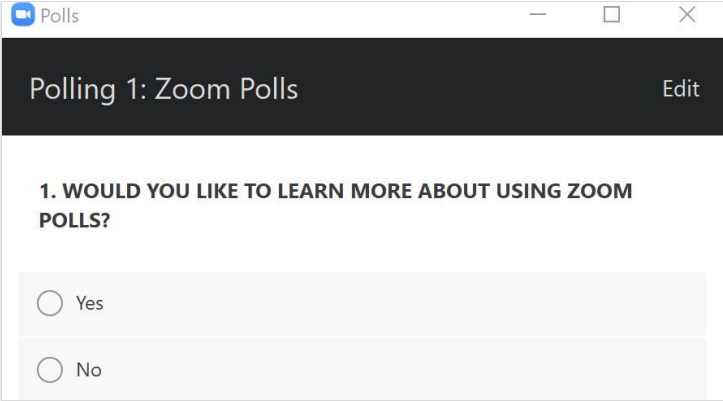 Polls
Polling 1: Zoom Polls
Edit
1. WOULD YOU LIKE TO LEARN MORE ABOUT USING ZOOM
POLLS?
Yes
No